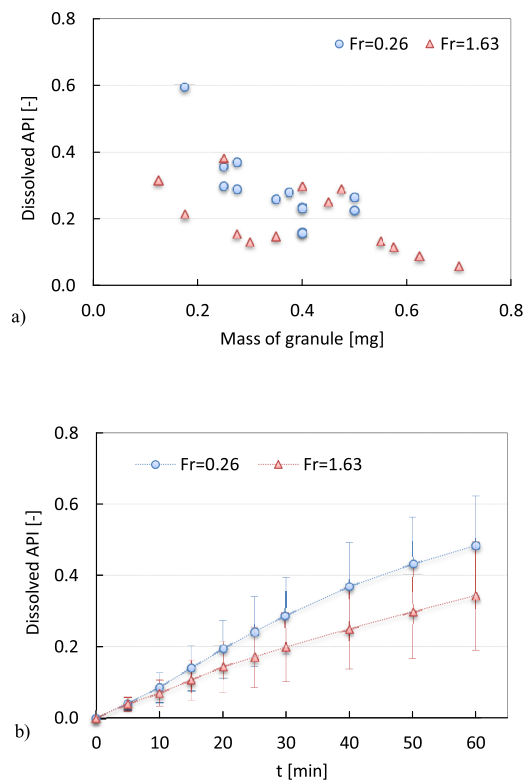 0.8
Fr=0.26 Fr=1.63
0.6
0.4
0.2
0.0
Dissolved API [-]
0.0 0.2 0.4 0.6 0.8
a)
Mass of granule [mg]
0.8
Fr=0.26 Fr=1.63
0.6
0.4
0.2
0.0
Dissolved API [-]
b)
0 10 20 30 40 50 60
t [min]